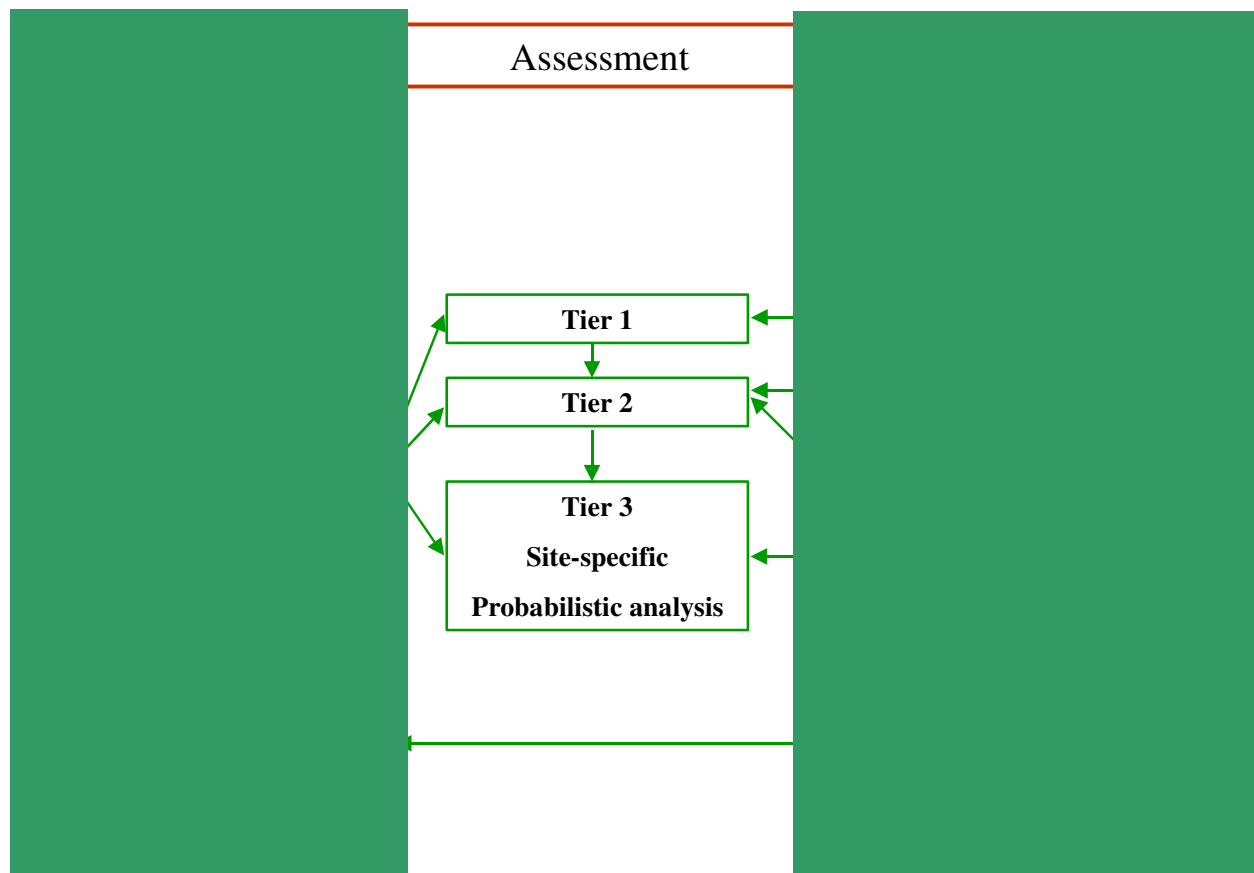 Assessment
Tier 1
Tier 2
Tier 3
Site-specific
Probabilistic analysis